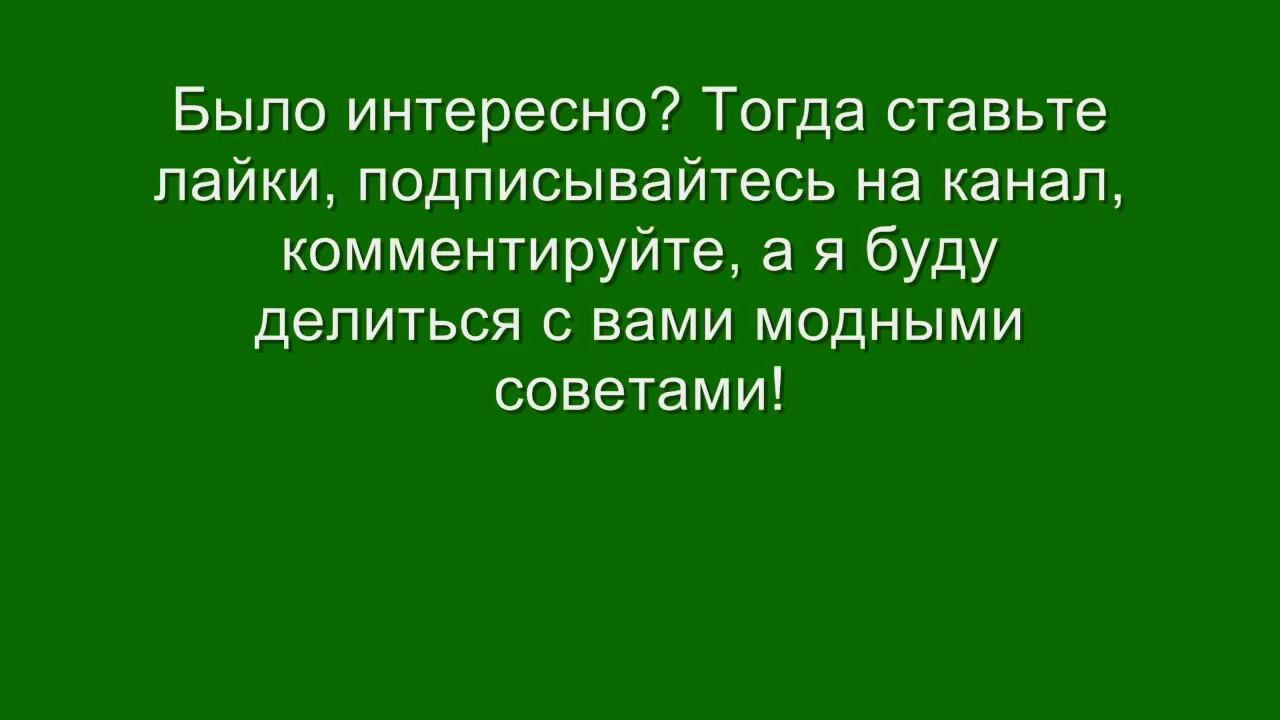 Было интересно? Тогда ставьте
лайки, подписывайтесь на канал,
комментируйте, а я буду
делиться с вами модными
советами!